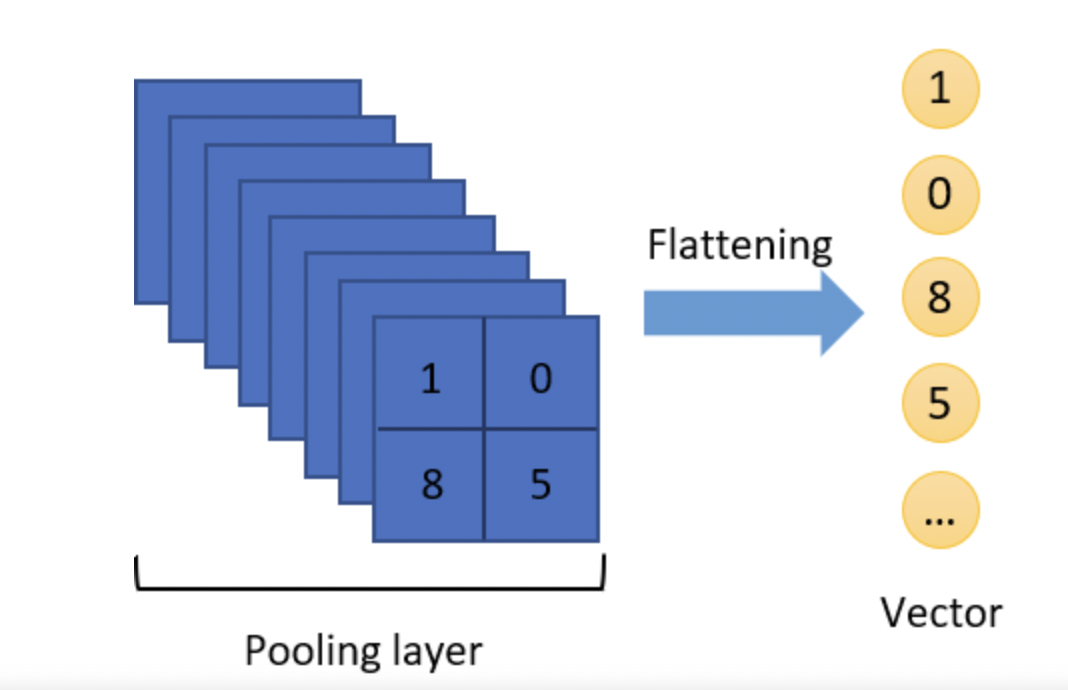 1 0
8 5
Pooling layer
Flattening
1
0
8
5
...
Vector